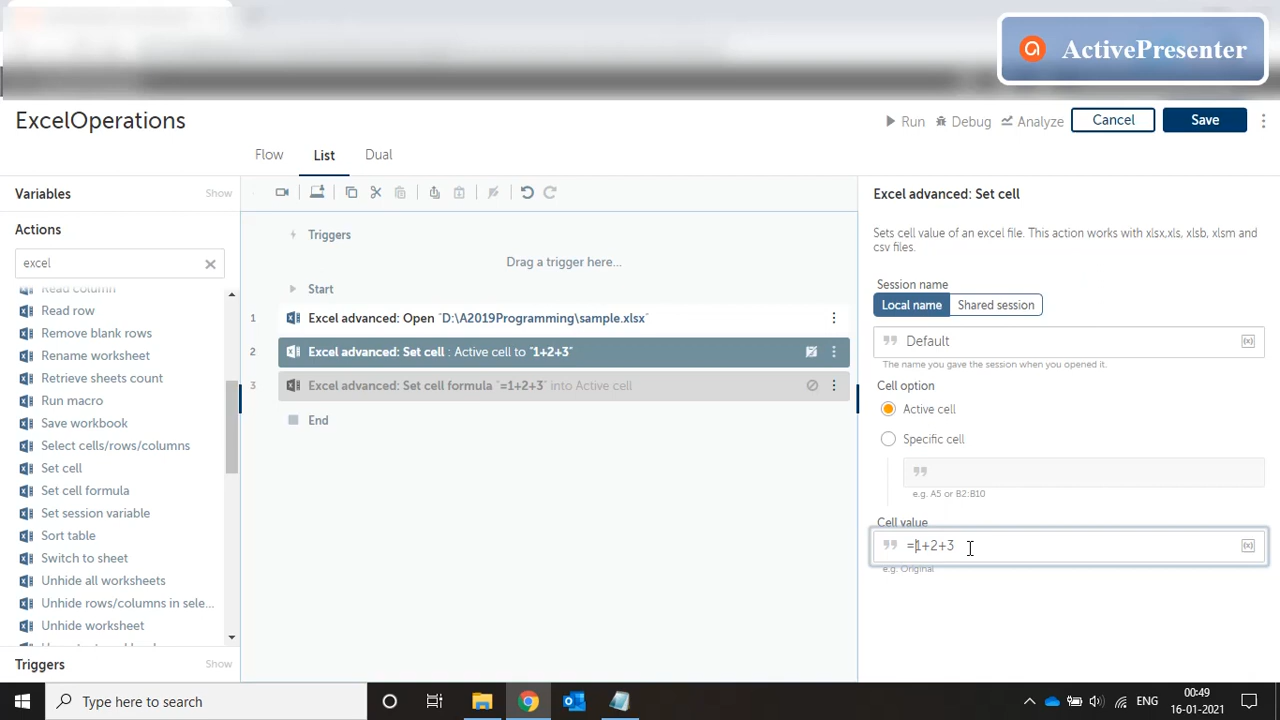 ActivePresenter
ExcelOperations
Run
Debug
Analyze
Cancel
Save
Flow
List
Dual
Variables
Show
Actions
excel
Read column
Read row
Remove blank rows
Rename worksheet
Retrieve sheets count
Run macro
Save workbook
Select cells/rows/columns
Set cell
Set cell formula
Set session variable
Sort table
Switch to sheet
Unhide all worksheets
Unhide rows/columns in sele...
Unhide worksheet
Triggers
Show
Triggers
Drag a trigger here...
Start
1 Excel advanced: Open "D:\A2019Programming\sample.xlsx"
2 Excel advanced: Set cell : Active cell to "1+2+3"
3 Excel advanced: Set cell formula "=1+2+3" into Active cell
End
Excel advanced: Set cell
Sets cell value of an excel file. This action works with xlsx,xls, xlsb, xlsm and
csv files.
Session name
Local name
Shared session
Default
(x)
The name you gave the session when you opened it.
Cell option
Active cell
Specific cell
e.g. A5 or B2:B10
Cell value
=1+2+3
(x)
e.g. Original
Type here to search
ENG
00:49
16-01-2021